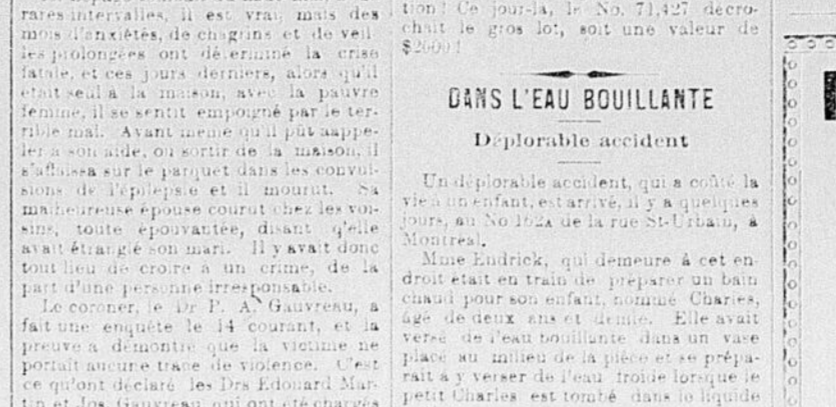 rares intervalles, il est vrai, mais des
mois d'anxiétés, de chagrins et de veil-
les prolongées ont déterminé la crise
fatale, et ces jours derniers, alors qu'il
était seul à la maison, avec la pauvre
femme, il se sentit empoigné par le ter-
rible mal. Avant meme qu'il pût aappe-
ler a son aide, ou sortir de la maison, il
s'affaissa sur le parquet dans les convul-
sions de l'épilepsie et il mourut. Sa
malheureuse épouse courut chez les voi-
sins, toute épouvantée, disant q'elle
avait étranglé son mari. Il y avait donc
tout lieu de croire à un crime, de la
part d'une personne irresponsable.
Le coroner, le Dr P. A. Gauvreau, a
fait une enquête le 14 courant, et la
preuve a démontré que la victime ne
portait aucune trace de violence. C'est
ce qu'ont déclaré les Drs Edouard Mar-
tin et Jos. Gauvreau, qui ont été chargés
tion! Ce jour-la, le No. 71,427 décro-
chait le gros lot, soit une valeur de
$2000!
DANS L'EAU BOUILLANTE
Déplorable accident
Un déplorable accident, qui a coûté la
vie à un enfant, est arrivé, il y a quelques
jours, au No 162A de la rue St-Urbain, à
Montréal.
Mme Endrick, qui demeure à cet en-
droit était en train de préparer un bain
chaud pour son enfant, nommé Charles,
âgé de deux ans et demie. Elle avait
versé de l'eau bouillante dans un vase
placé au milieu de la pièce et se prépa-
rait à y verser de l'eau froide lorsque le
petit Charles est tombé dans le liquide